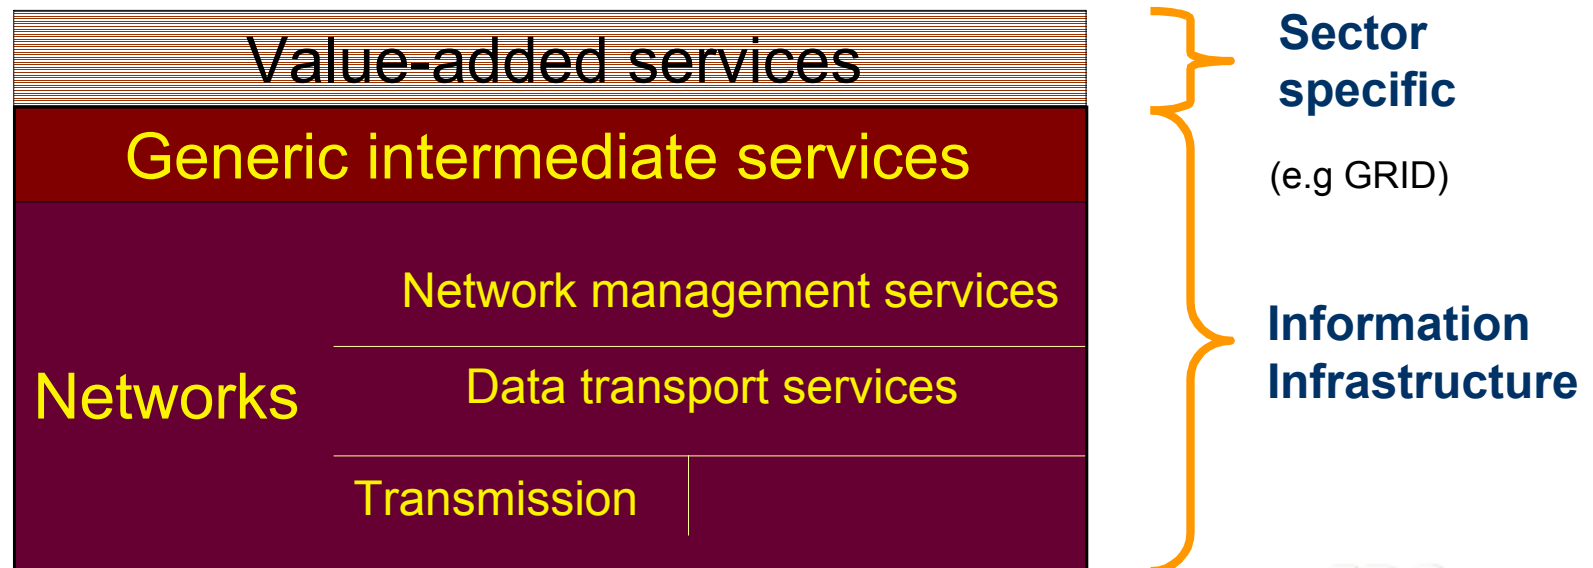 Value-added services
Sector
specific
Generic intermediate services
(e.g GRID)
Network management services
Networks
Data transport services
Information
Infrastructure
Transmission